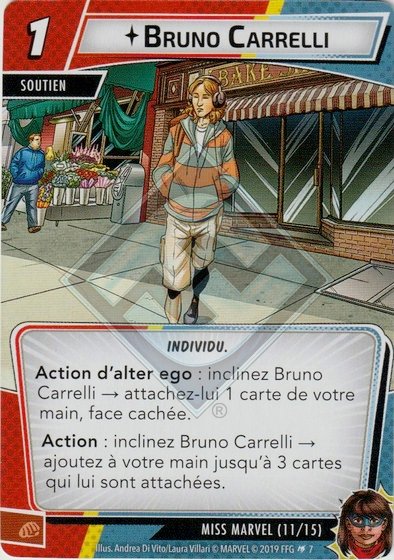 1
BRUNO CARRELLI
SOUTIEN
BAKE
INDIVIDU.
Action d'alter ego : inclinez Bruno
Carrelli → attachez-lui 1 carte de votre
main, face cachée.
®
Action : inclinez Bruno Carrelli →
ajoutez à votre main jusqu'à 3 cartes
qui lui sont attachées.
MISS MARVEL (11/15)
Illus. Andrea Di Vito/Laura Villari © MARVEL © 2019 FFG 7